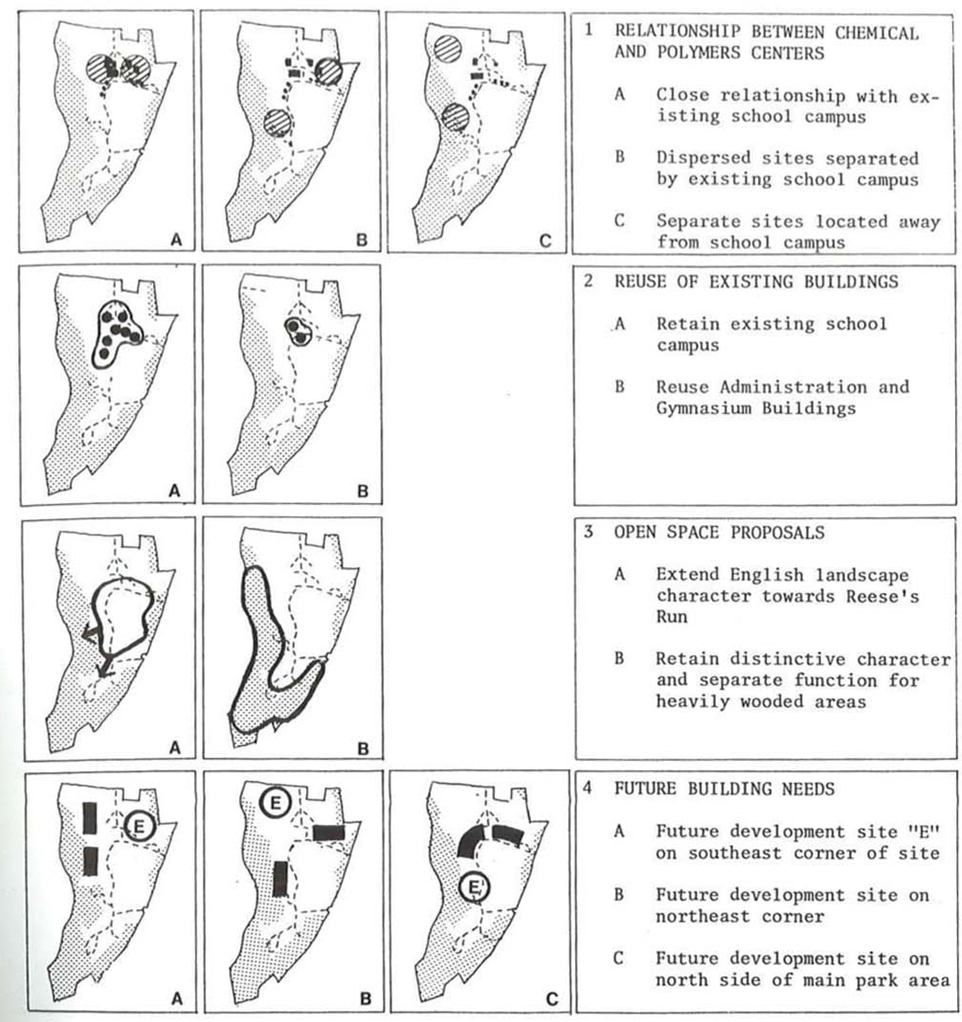 A
B
C
1 RELATIONSHIP BETWEEN CHEMICAL
AND POLYMERS CENTERS
A Close relationship with ex-
isting school campus
B Dispersed sites separated
by existing school campus
C Separate sites located away
from school campus
A
B
2 REUSE OF EXISTING BUILDINGS
A Retain existing school
campus
B Reuse Administration and
Gymnasium Buildings
A
B
3 OPEN SPACE PROPOSALS
A Extend English landscape
character towards Reese's
Run
B Retain distinctive character
and separate function for
heavily wooded areas
E
A
E
B
E
C
4 FUTURE BUILDING NEEDS
A Future development site "E"
on southeast corner of site
B Future development site on
northeast corner
C Future development site on
north side of main park area